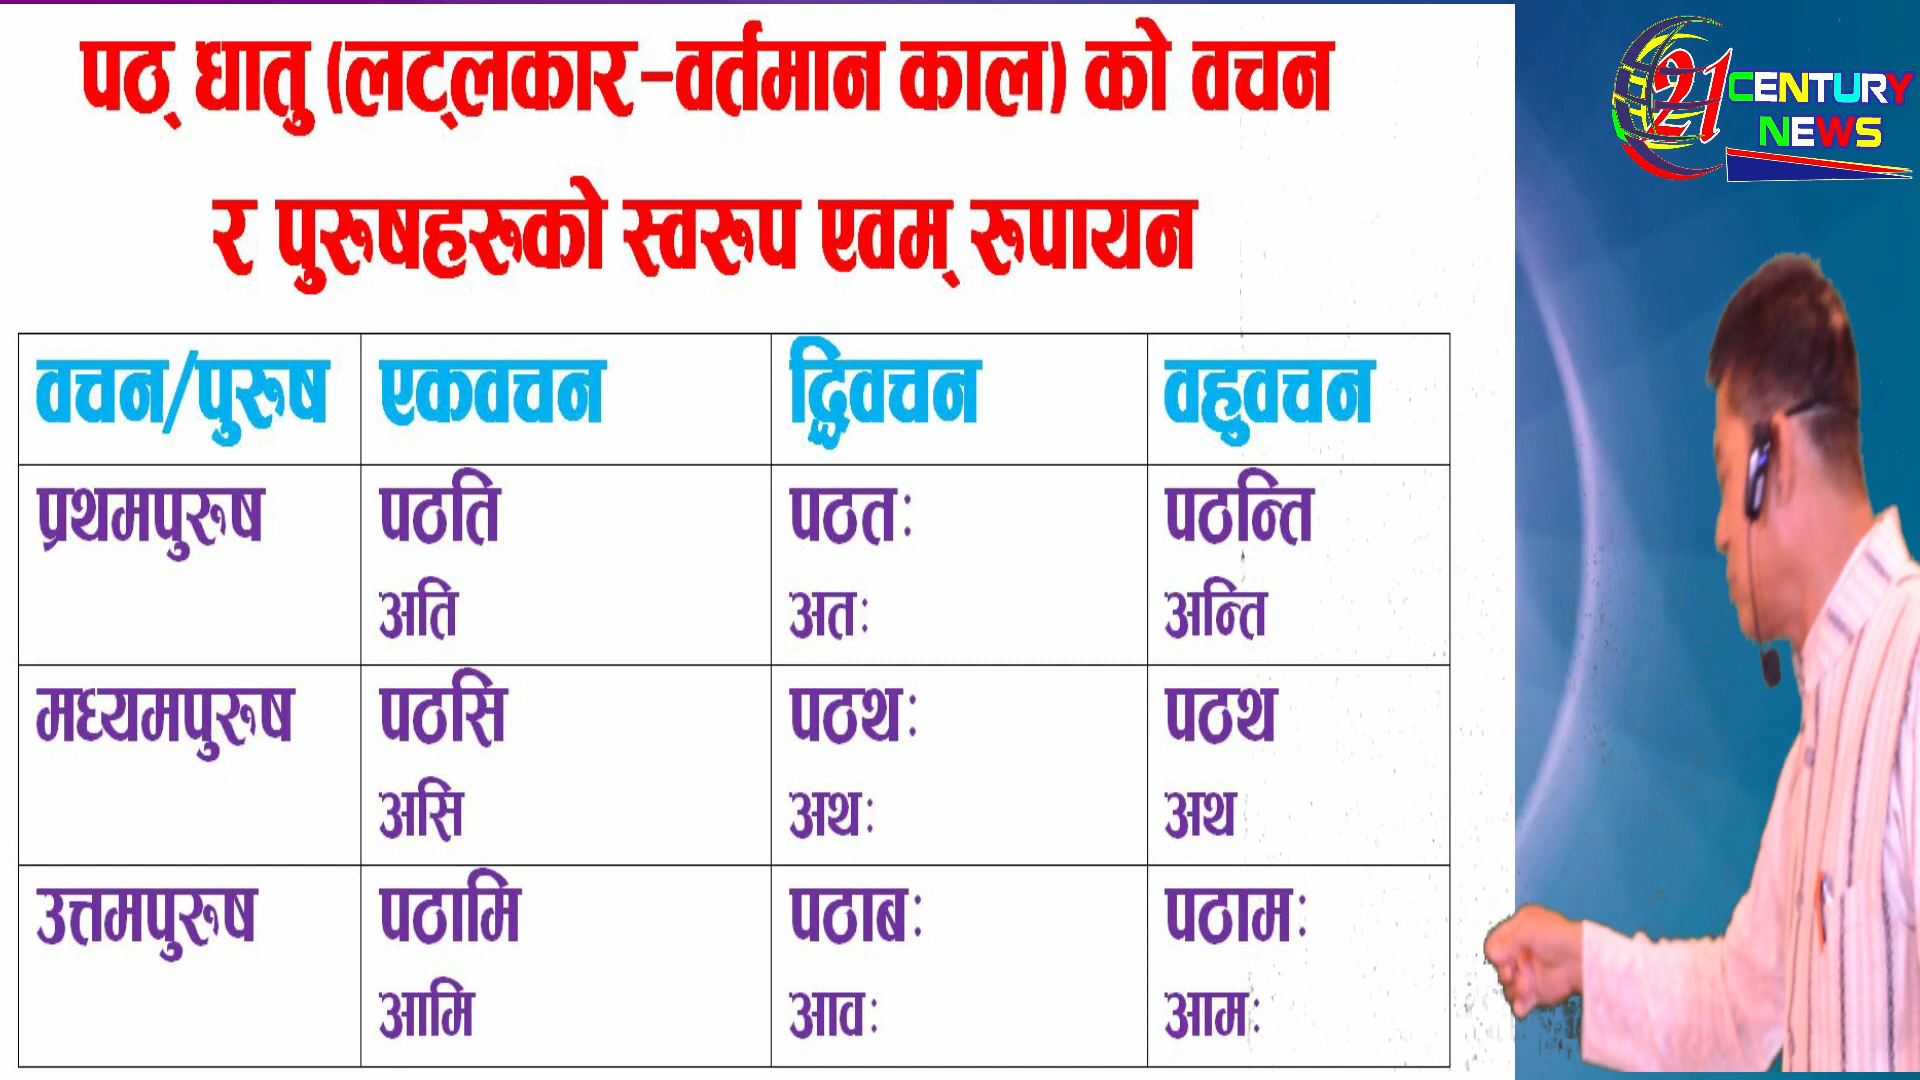 पठ् धातु (लट्लकार-वर्तमान काल) को वचन
र पुरुषहरुको स्वरुप एवम् रुपायन
21 CENTURY
NEWS
वचन/पुरुष एकवचन द्विवचन वहुवचन
प्रथमपुरुष पठति पठतः पठन्ति
अति अतः अन्ति
मध्यमपुरुष पठसि पठथः पठथ
असि अथः अथ
उत्तमपुरुष पठामि पठाबः पठामः
आमि आवः आमः